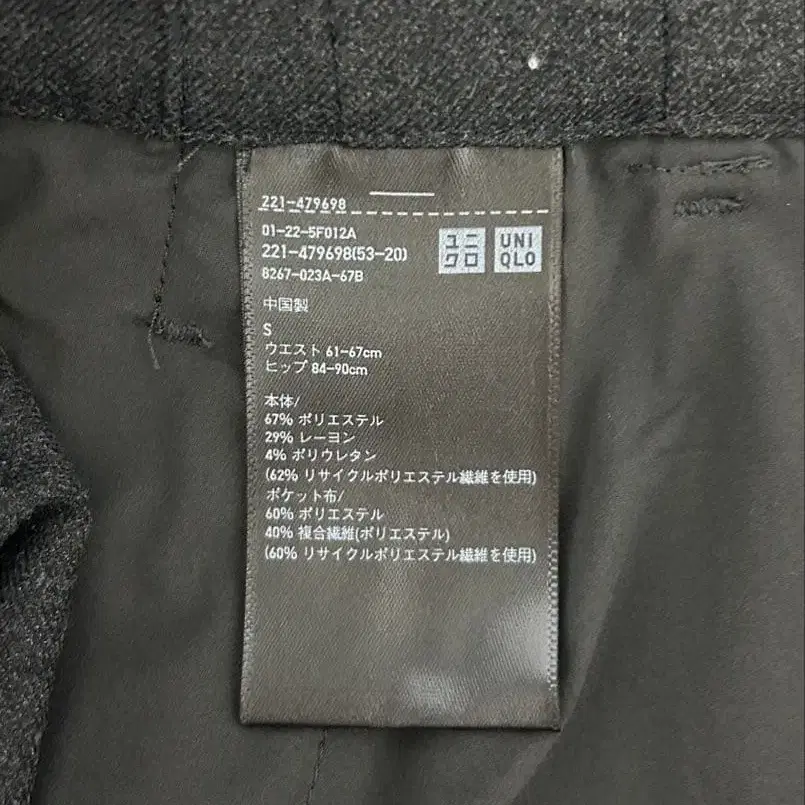 221-479698
01-22-5F012A
221-479698(53-20)
8267-023A-67B
ユニ
クロ
UNI
QLO
中国製
S
ウエスト 61-67cm
ヒップ 84-90cm
本体/
67% ポリエステル
29% レーヨン
4% ポリウレタン
(62% リサイクルポリエステル繊維を使用)
ポケット布/
60% ポリエステル
40% 複合繊維(ポリエステル)
(60% リサイクルポリエステル繊維を使用)